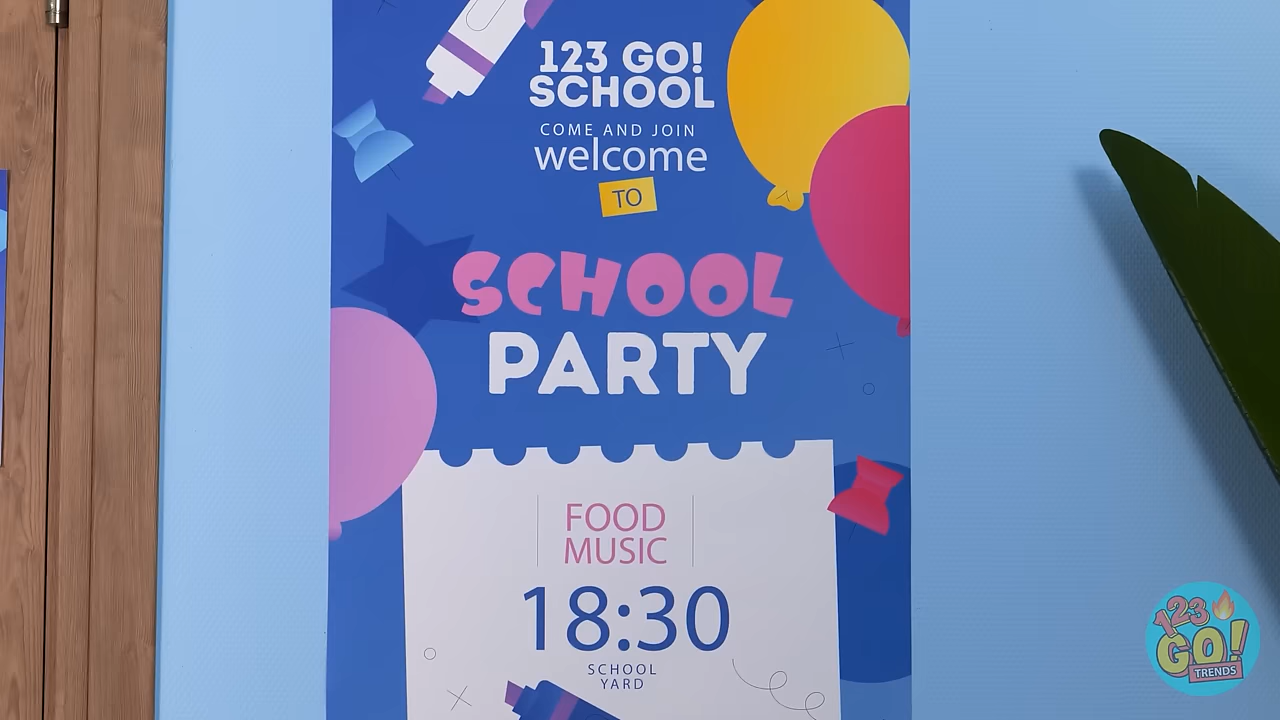 123 GO!
SCHOOL
COME AND JOIN
welcome
TO
SCHOOL
PARTY
FOOD
MUSIC
18:30
SCHOOL
YARD
123
GO!
TRENDS